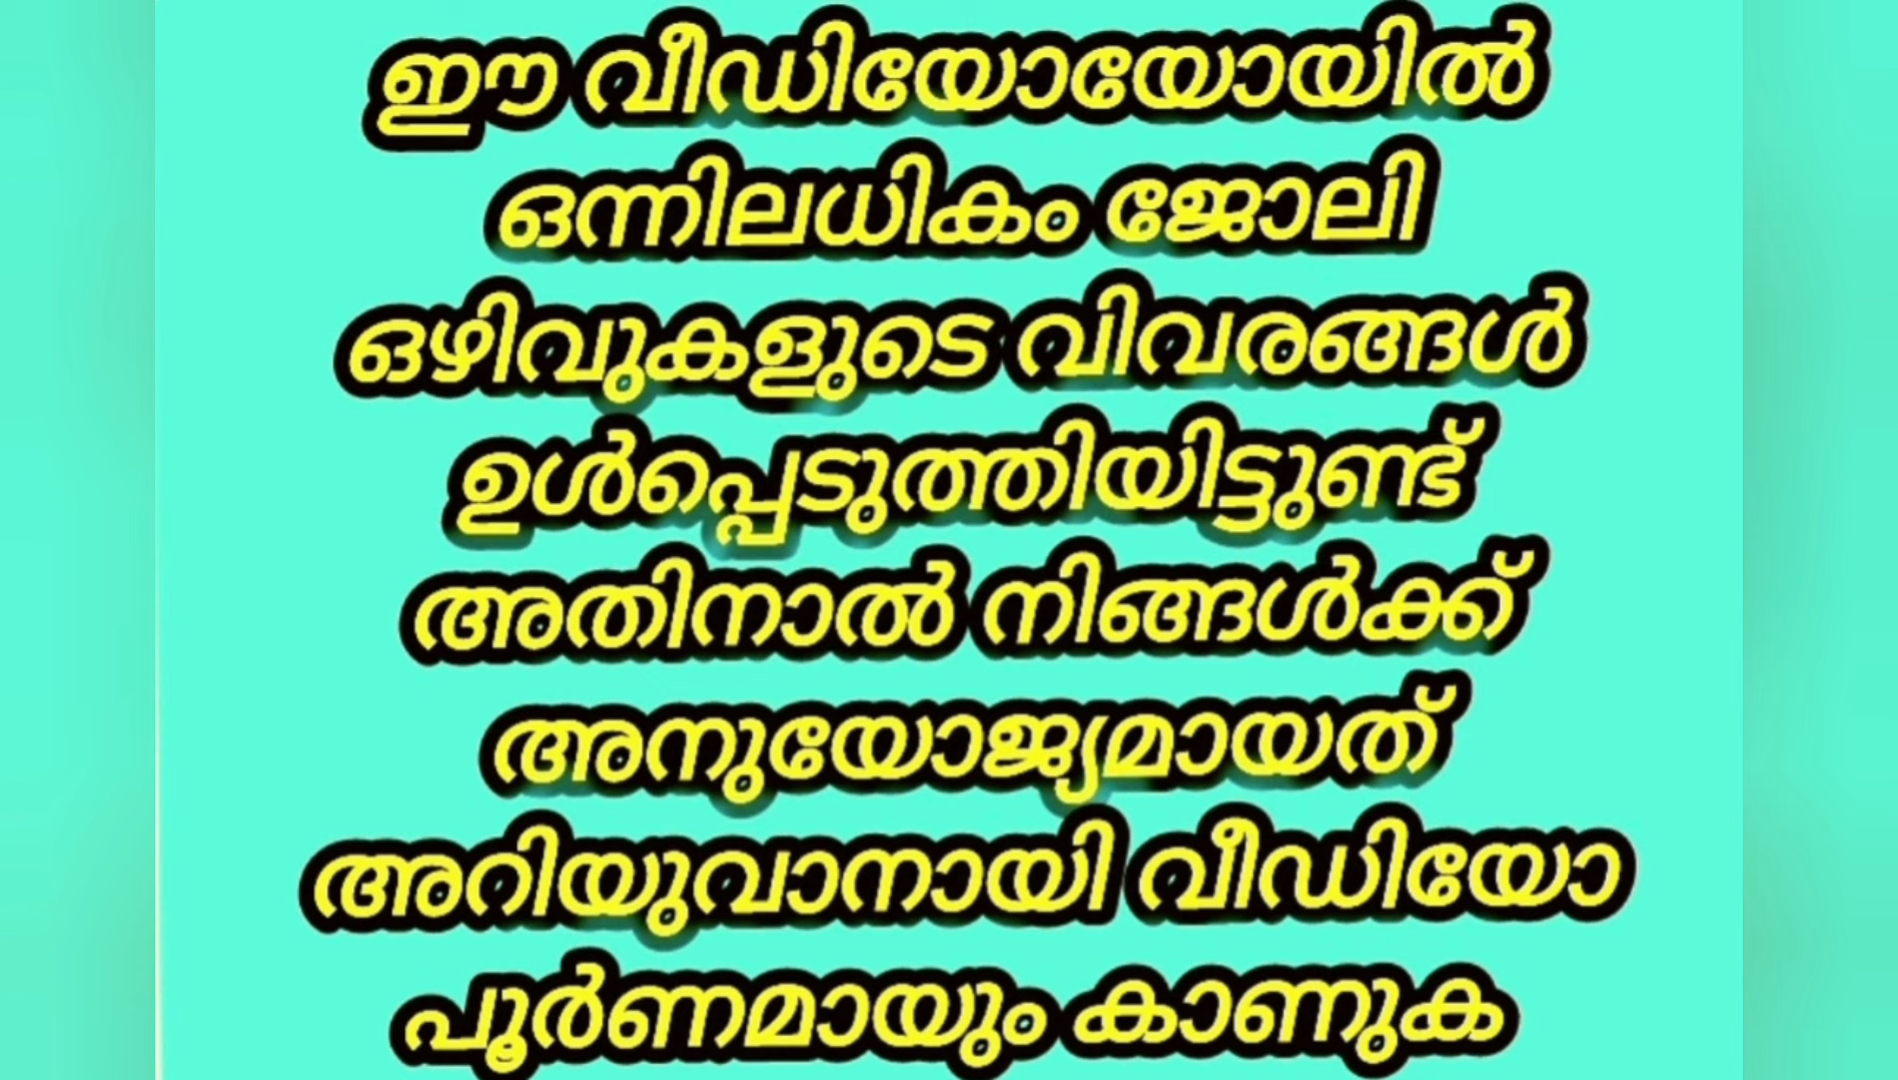 ഈ വീഡിയോയോയിൽ
ഒന്നിലധികം ജോലി
ഒഴിവുകളുടെ വിവരങ്ങൾ
ഉൾപ്പെടുത്തിയിട്ടുണ്ട്
അതിനാൽ നിങ്ങൾക്ക്
അനുയോജ്യമായത്
അറിയുവാനായി വീഡിയോ
പൂർണമായും കാണുക